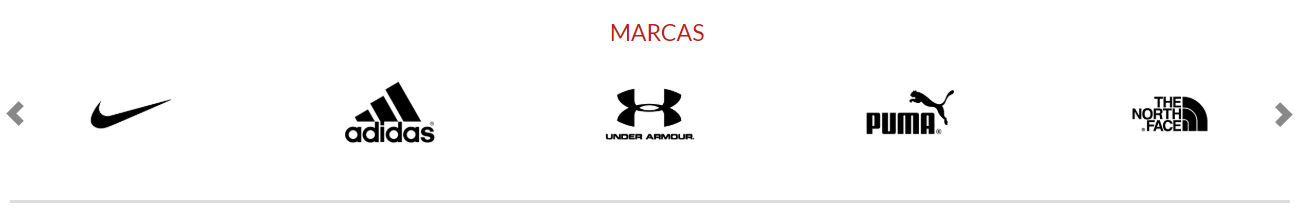 MARCAS
adidas
UNDER ARMOUR.
PUMA
THE
NORTH
FACE